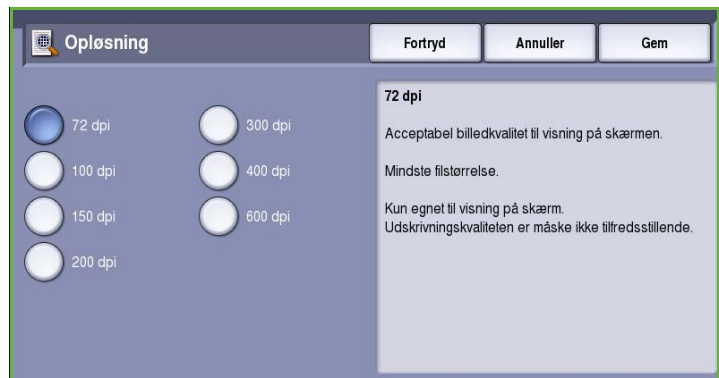 Opløsning
Fortryd
Annuller
Gem
72 dpi
100 dpi
150 dpi
200 dpi
300 dpi
400 dpi
600 dpi
72 dpi
Acceptabel billedkvalitet til visning på skærmen.
Mindste filstørrelse.
Kun egnet til visning på skærm.
Udskrivningskvaliteten er måske ikke tilfredsstillende.